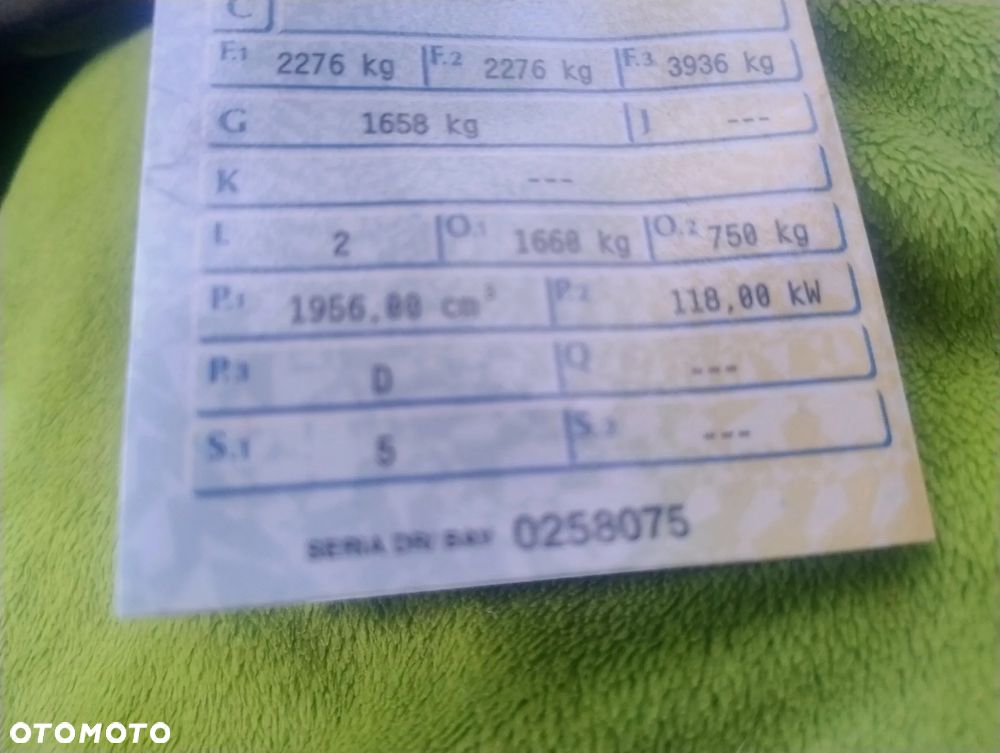 C
F.1 2276 kg F.2 2276 kg F.3 3936 kg
G 1658 kg J ---
K ---
L 2 O.1 1660 kg O.2 750 kg
P.1 1956,00 cm³ P.2 118,00 kW
P.3 D Q ---
S.1 5 S.2 ---
SERIA DR/BAY 0258075
OTOMOTO